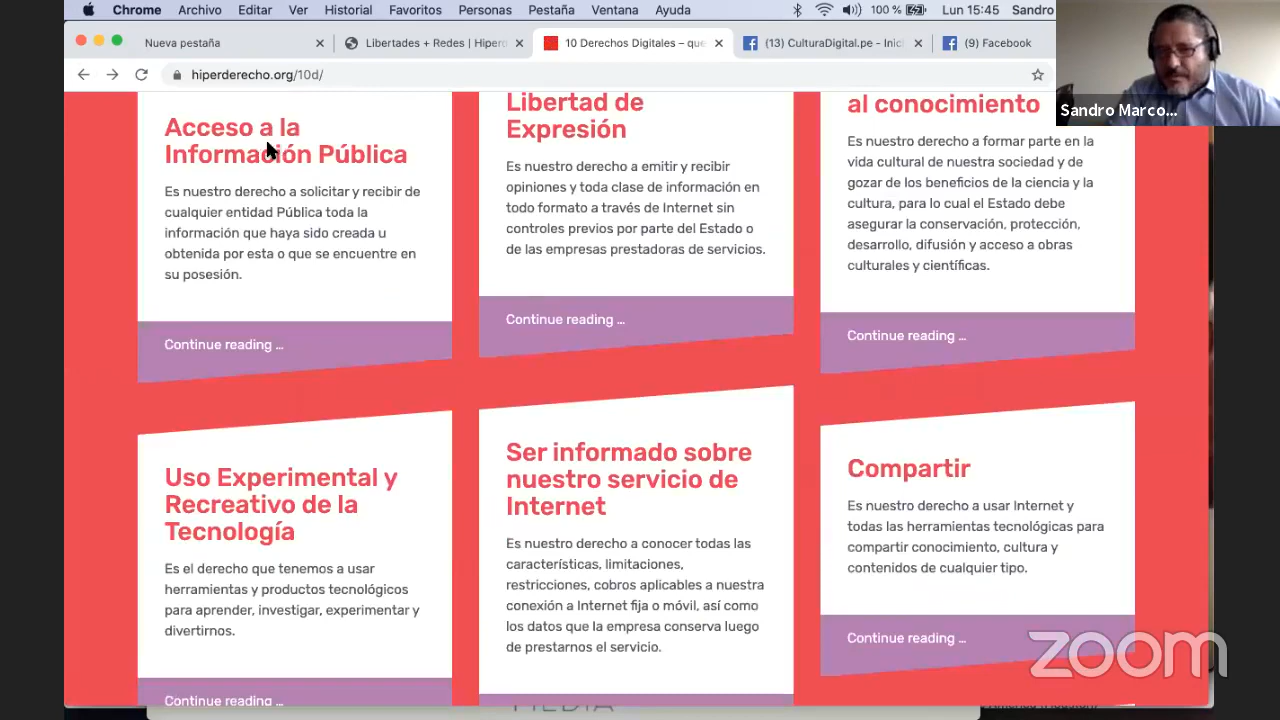 Chrome Archivo Editar Ver Historial Favoritos Personas Pestaña Ventana Ayuda 100 % Lun 15:45 Sandro
Nueva pestaña
Libertades + Redes | Hiperd
10 Derechos Digitales – que
(13) CulturaDigital.pe - Inici
(9) Facebook
hiperderecho.org/10d/
Sandro Marco...
Acceso a la
Información Pública
Es nuestro derecho a solicitar y recibir de
cualquier entidad Pública toda la
información que haya sido creada u
obtenida por esta o que se encuentre en
su posesión.
Continue reading ...
Libertad de
Expresión
Es nuestro derecho a emitir y recibir
opiniones y toda clase de información en
todo formato a través de Internet sin
controles previos por parte del Estado o
de las empresas prestadoras de servicios.
Continue reading ...
al conocimiento
Es nuestro derecho a formar parte en la
vida cultural de nuestra sociedad y de
gozar de los beneficios de la ciencia y la
cultura, para lo cual el Estado debe
asegurar la conservación, protección,
desarrollo, difusión y acceso a obras
culturales y científicas.
Continue reading ...
Uso Experimental y
Recreativo de la
Tecnología
Es el derecho que tenemos a usar
herramientas y productos tecnológicos
para aprender, investigar, experimentar y
divertirnos.
Continue reading ...
Ser informado sobre
nuestro servicio de
Internet
Es nuestro derecho a conocer todas las
características, limitaciones,
restricciones, cobros aplicables a nuestra
conexión a Internet fija o móvil, así como
los datos que la empresa conserva luego
de prestarnos el servicio.
Compartir
Es nuestro derecho a usar Internet y
todas las herramientas tecnológicas para
compartir conocimiento, cultura y
contenidos de cualquier tipo.
Continue reading ...
zoom